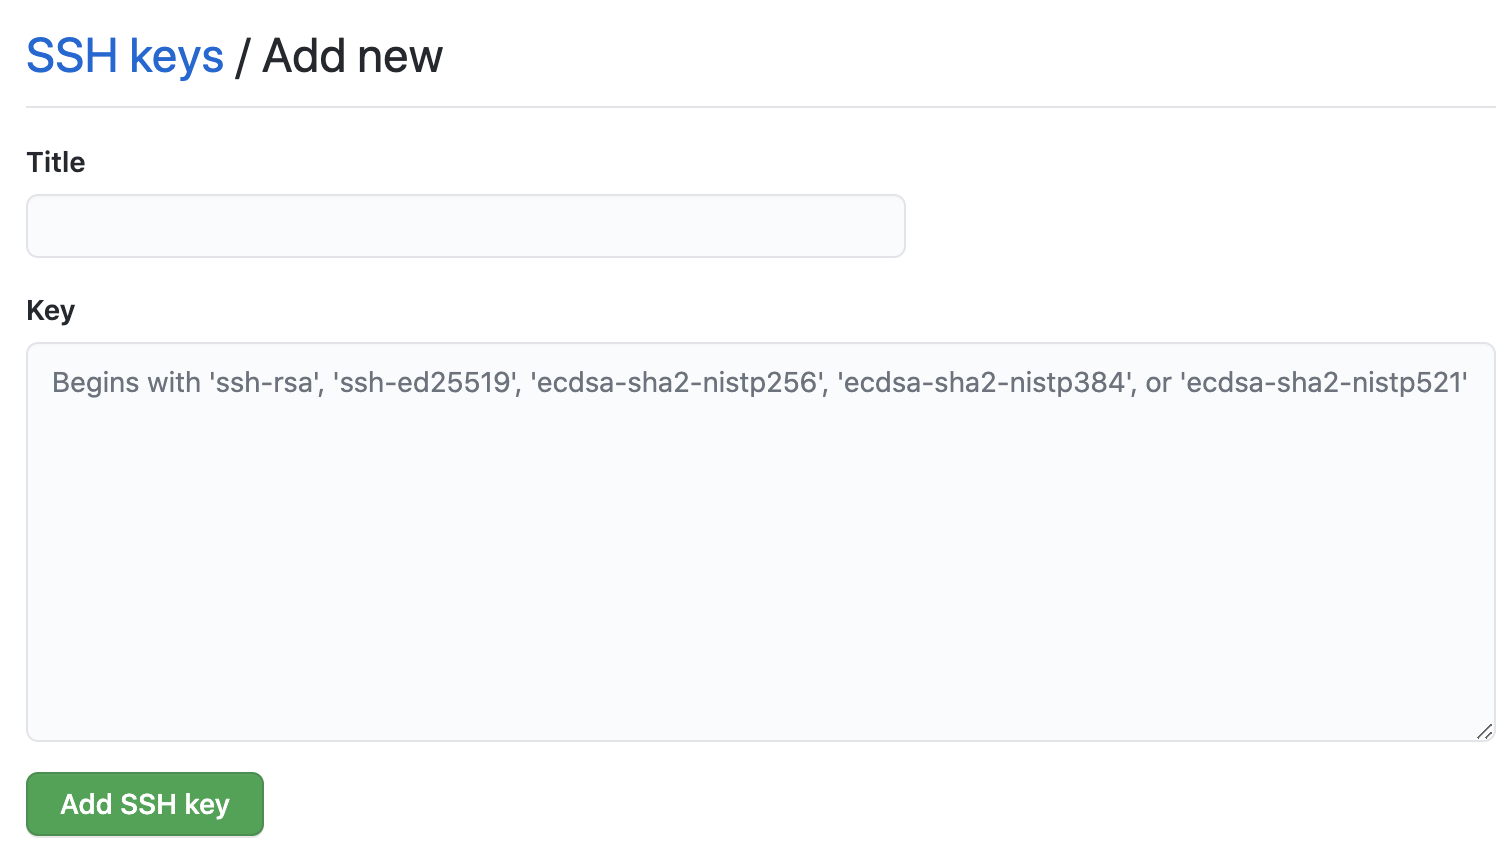 SSH keys / Add new
Title
Key
Begins with 'ssh-rsa', 'ssh-ed25519', 'ecdsa-sha2-nistp256', 'ecdsa-sha2-nistp384', or 'ecdsa-sha2-nistp521'
Add SSH key